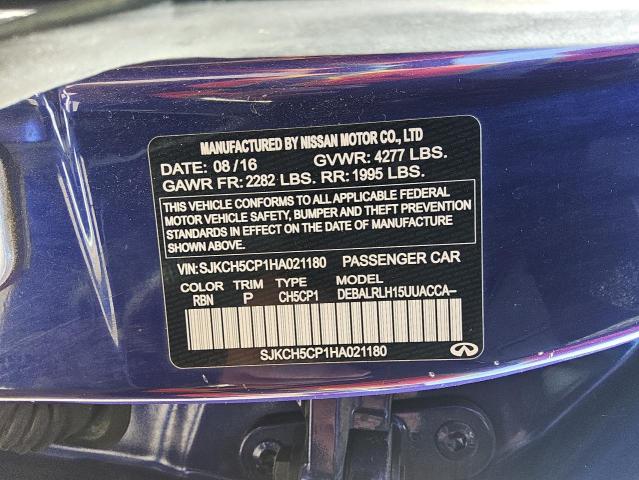 MANUFACTURED BY NISSAN MOTOR CO., LTD
DATE: 08/16 GVWR: 4277 LBS.
GAWR FR: 2282 LBS. RR: 1995 LBS.
THIS VEHICLE CONFORMS TO ALL APPLICABLE FEDERAL
MOTOR VEHICLE SAFETY, BUMPER AND THEFT PREVENTION
STANDARDS IN EFFECT ON THE DATE OF MANUFACTURE
SHOWN ABOVE.
VIN:SJKCH5CP1HA021180 PASSENGER CAR
COLOR TRIM TYPE MODEL
RBN P CH5CP1 DEBALRLH15UUACCA–
SJKCH5CP1HA021180